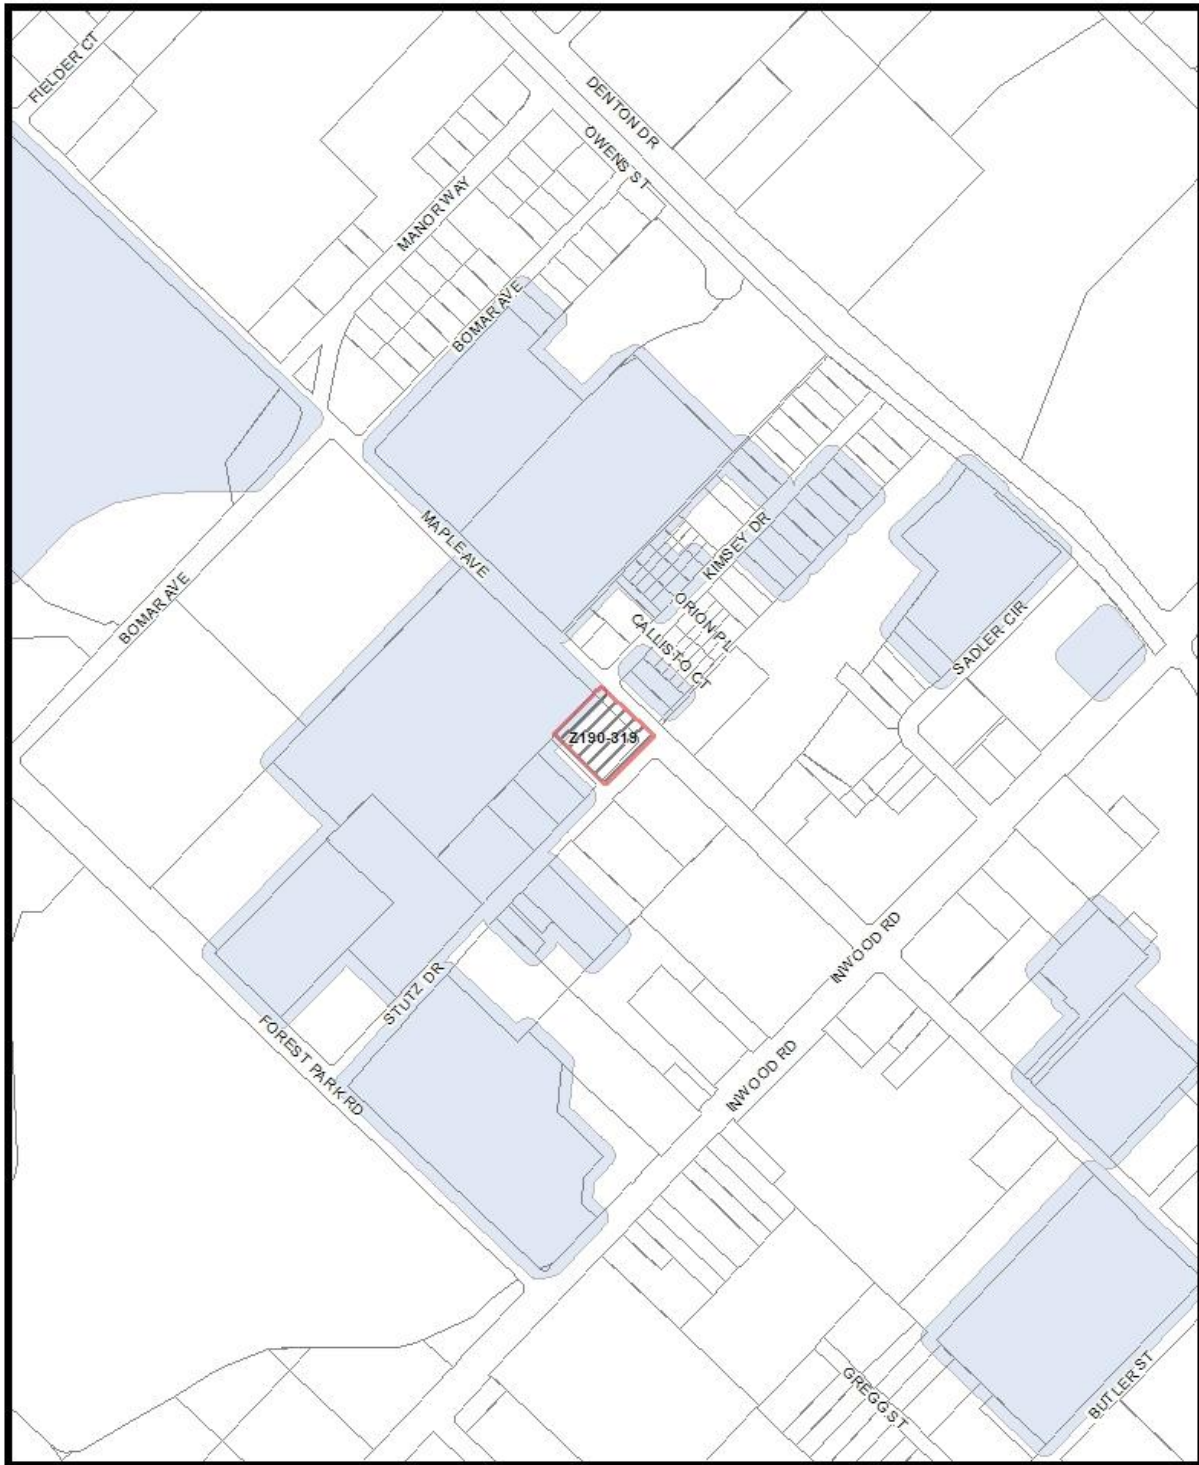 FIELDER CT
DENTON DR
OWENS ST
MANOR WAY
BOMAR AVE
MAPLE AVE
KIMSEY DR
BOMAR AVE
ORION PL
CALLISTO CT
SADLER CIR
Z190-319
INWOOD RD
STUTZ DR
FOREST PARK RD
INWOOD RD
GREGG ST
BUTLER ST